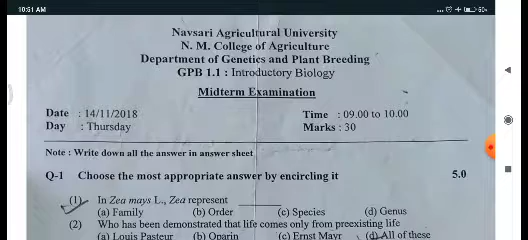 10:51 AM
60
Navsari Agricultural University
N. M. College of Agriculture
Department of Genetics and Plant Breeding
GPB 1.1 : Introductory Biology
Midterm Examination
Date : 14/11/2018 Time : 09.00 to 10.00
Day : Thursday Marks : 30
Note : Write down all the answer in answer sheet
Q-1 Choose the most appropriate answer by encircling it 5.0
(1) In Zea mays L., Zea represent ________
(a) Family (b) Order (c) Species (d) Genus
(2) Who has been demonstrated that life comes only from preexisting life
(a) Louis Pasteur (b) Oparin (c) Ernst Mayr (d) All of these